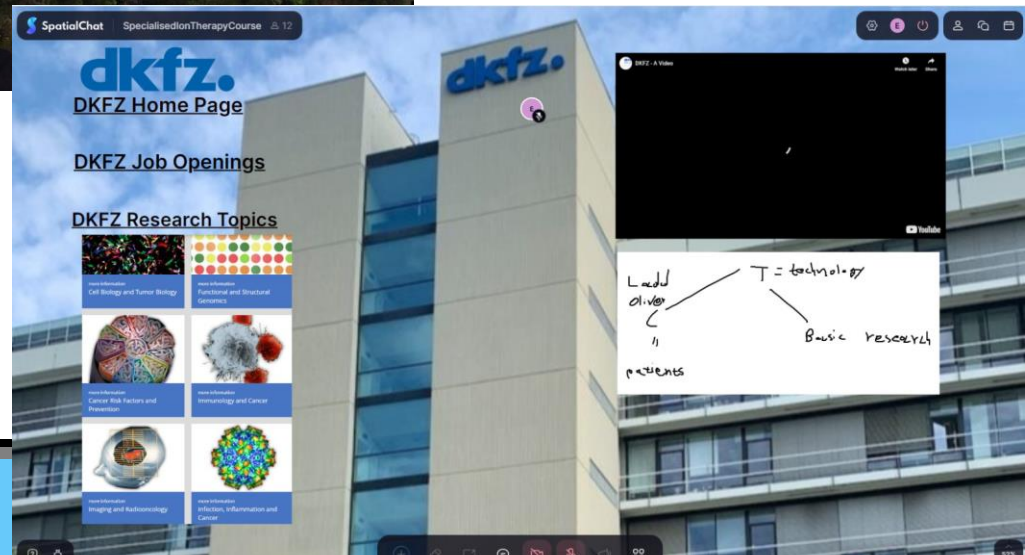 SpatialChat SpecialisedIonTherapyCourse 12
E
dkfz.
DKFZ Home Page
DKFZ Job Openings
DKFZ Research Topics
more information
Cell Biology and Tumor Biology
more information
Functional and Structural
Genomics
more information
Cancer Risk Factors and
Prevention
more information
Immunology and Cancer
more information
Imaging and Radiooncology
more information
Infection, Inflammation and
Cancer
dkfz.
E
DKFZ - A Video
Watch later Share
YouTube
T = technology
patients
Basic research